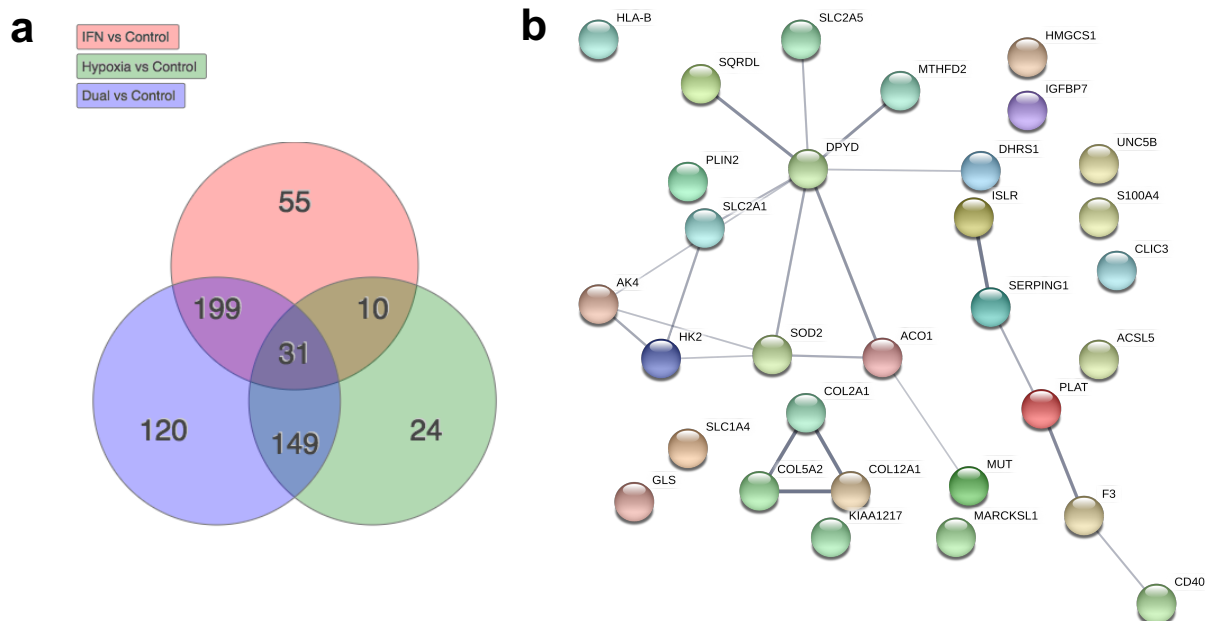 a
IFN vs Control
Hypoxia vs Control
Dual vs Control
55
199
10
31
120
149
24
b
HLA-B
SLC2A5
HMGCS1
SQRDL
MTHFD2
IGFBP7
DPYD
DHRS1
UNC5B
PLIN2
ISLR
S100A4
SLC2A1
CLIC3
AK4
SERPING1
HK2
SOD2
ACO1
ACSL5
PLAT
COL2A1
SLC1A4
COL5A2
COL12A1
MUT
GLS
F3
KIAA1217
MARCKSL1
CD40